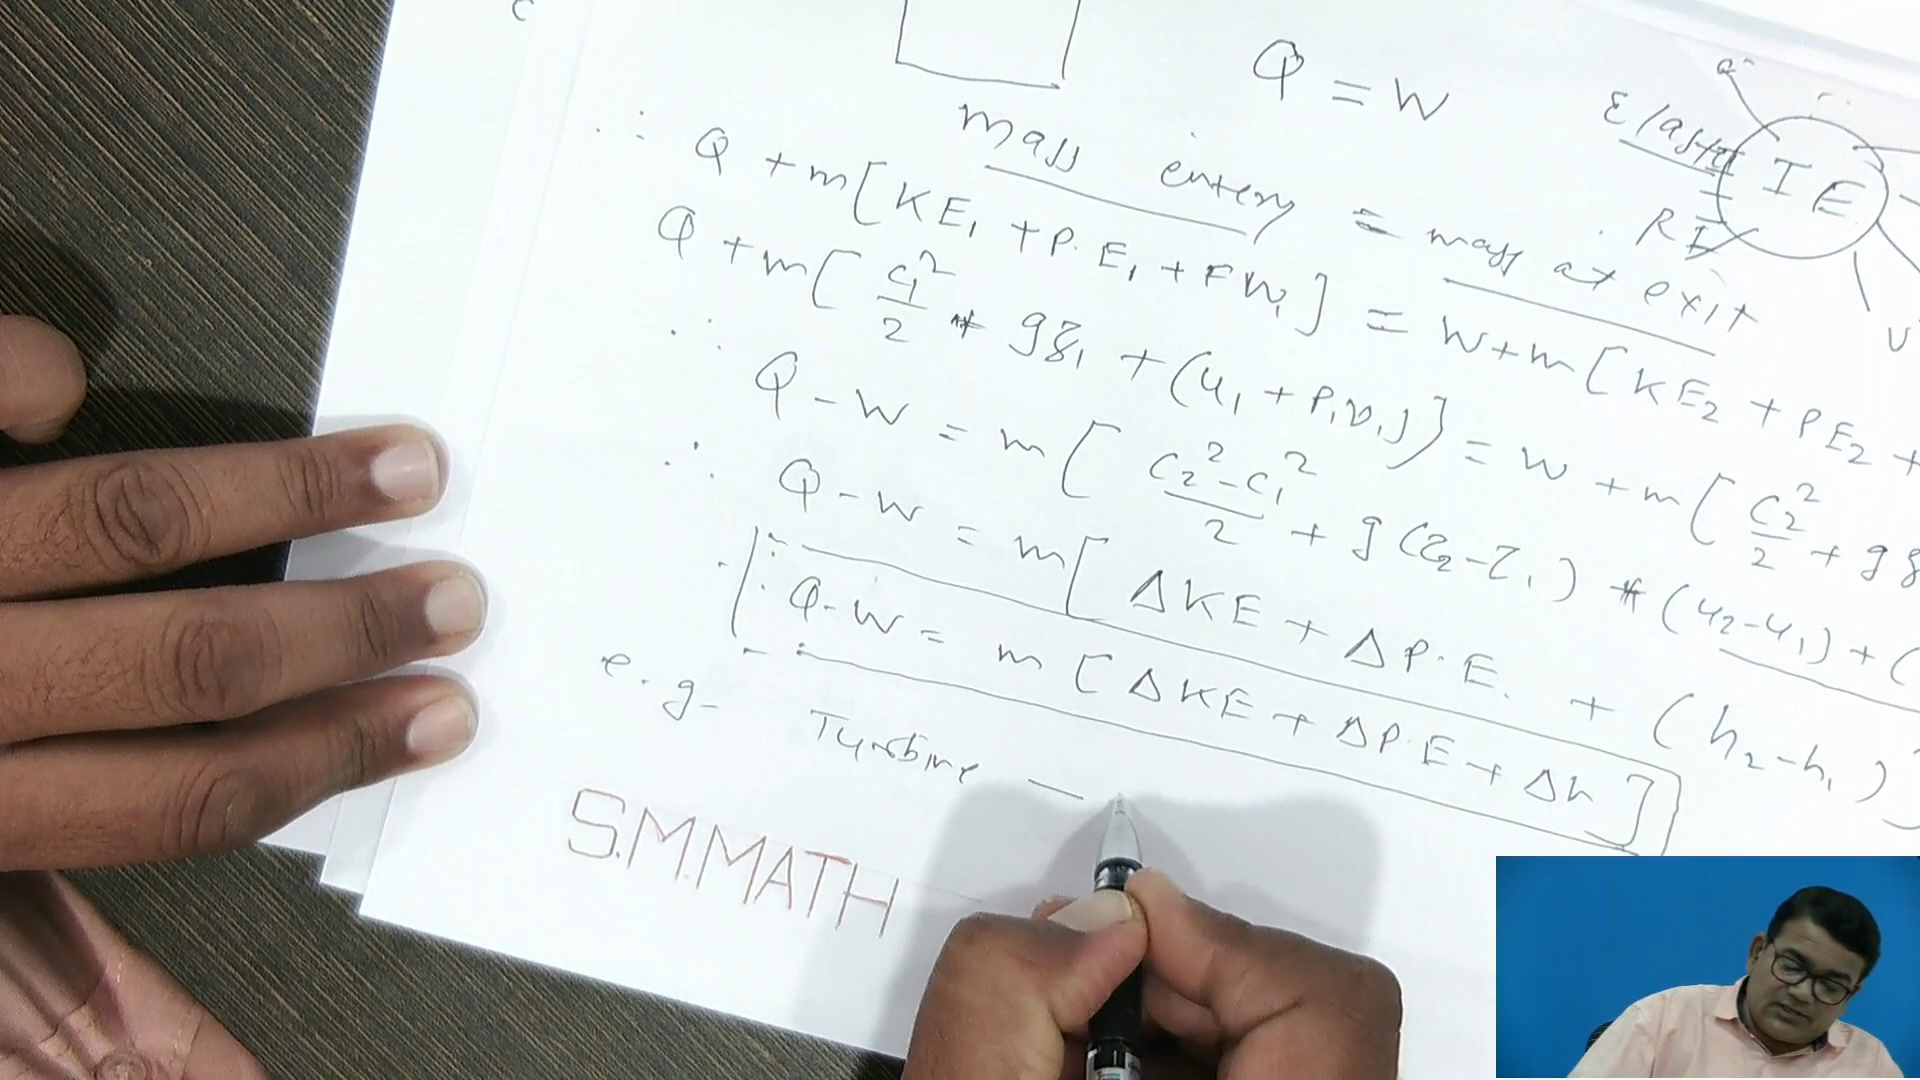 Q = W
Elastic
I E
R E
mass entery = mass at exit
∴ Q + m [ KE₁ + P.E₁ + FW₁ ] = W + m [ KE₂ + PE₂ +
Q + m [ C₁²/2 + gz₁ + (u₁ + P₁v₁) ] = W + m [ C₂²/2 + gz
∴ Q - W = m [ C₂² - C₁²/2 + g (z₂ - z₁) + (u₂ - u₁) + (
∴ Q - W = m [ ΔKE + ΔP.E. + (h₂ - h₁) ]
∴ Q - W = m [ ΔKE + ΔP.E + Δh ]
e.g- Turbine —
S.M.MATH